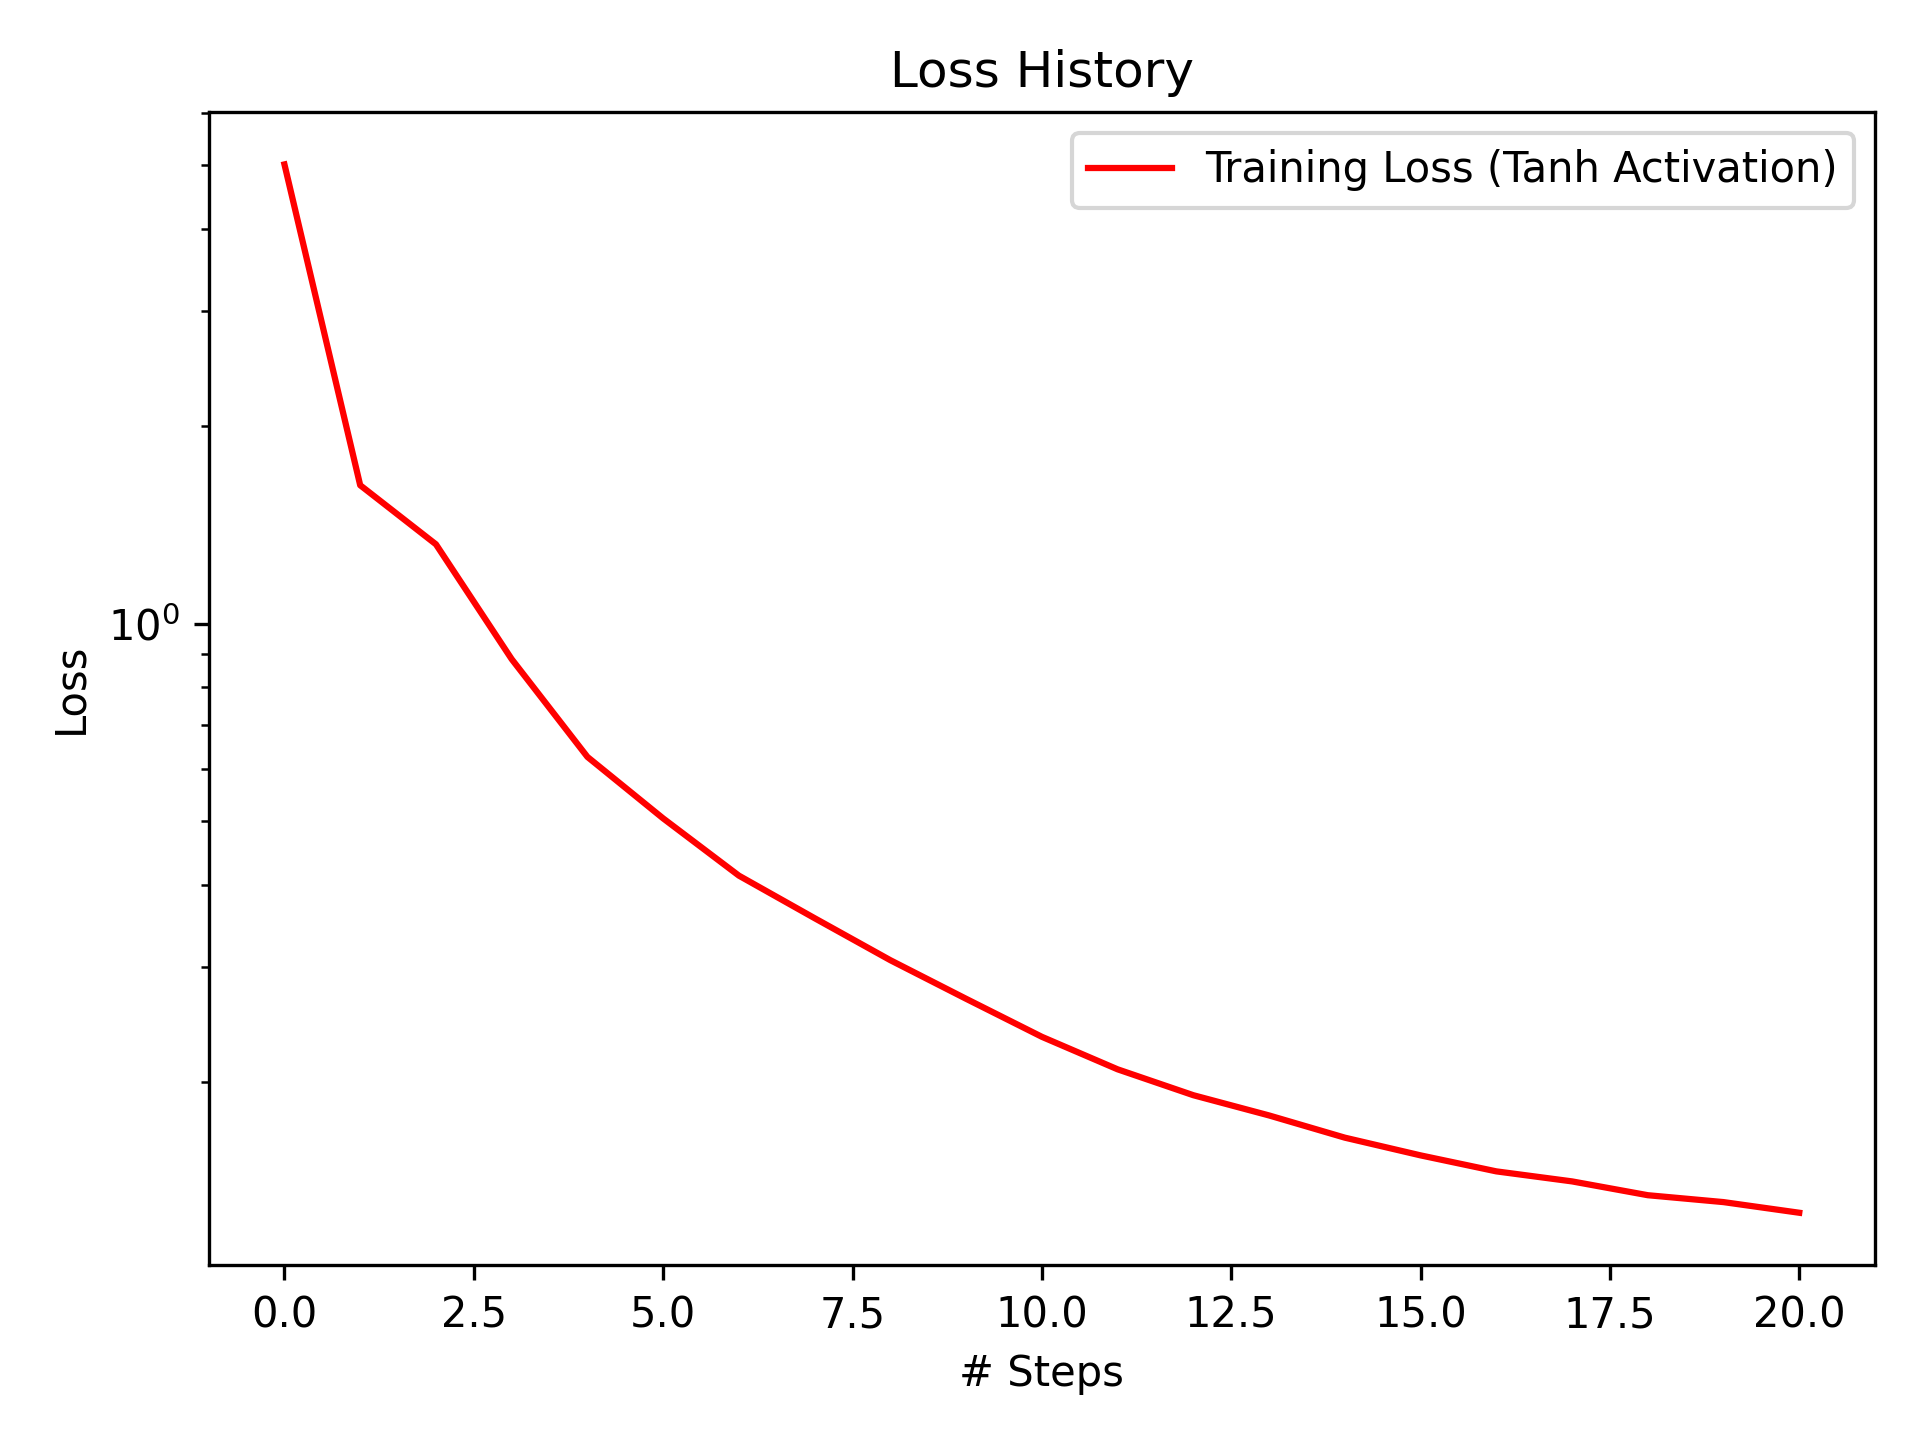 Loss History
Training Loss (Tanh Activation)
Loss
10⁰
0.0 2.5 5.0 7.5 10.0 12.5 15.0 17.5 20.0
# Steps